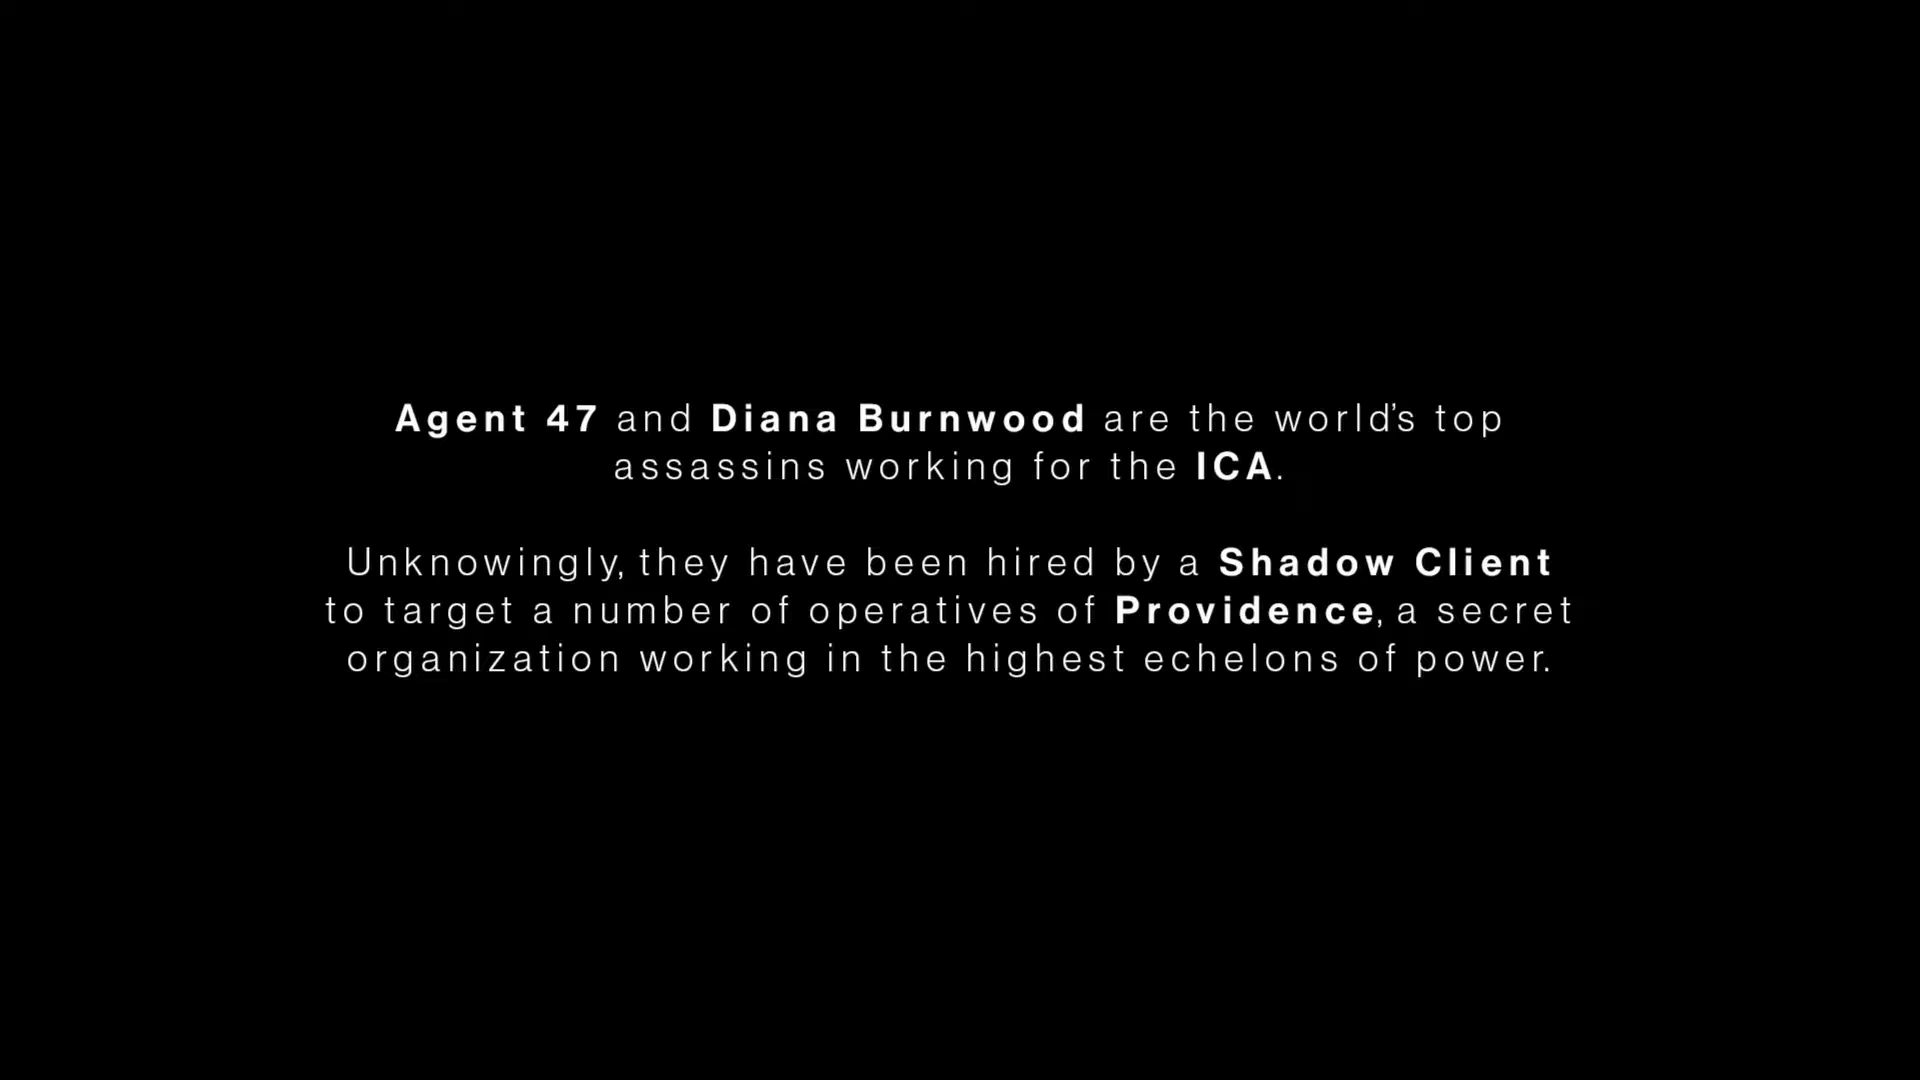 Agent 47 and Diana Burnwood are the world’s top
assassins working for the ICA.
Unknowingly, they have been hired by a Shadow Client
to target a number of operatives of Providence, a secret
organization working in the highest echelons of power.